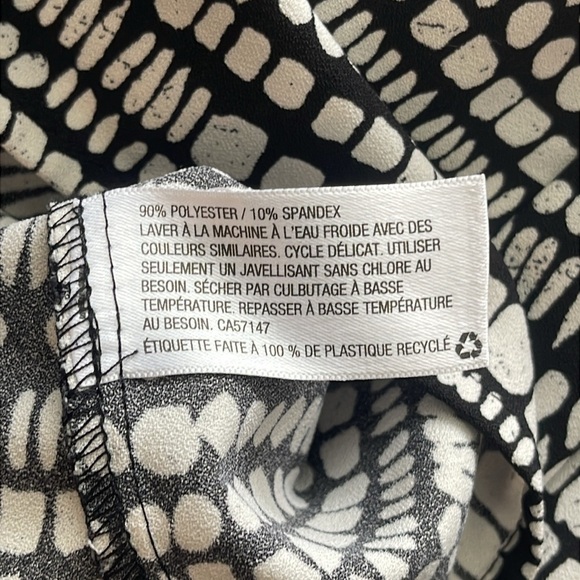 90% POLYESTER / 10% SPANDEX
LAVER À LA MACHINE À L'EAU FROIDE AVEC DES
COULEURS SIMILAIRES. CYCLE DÉLICAT. UTILISER
SEULEMENT UN JAVELLISANT SANS CHLORE AU
BESOIN. SÉCHER PAR CULBUTAGE À BASSE
TEMPÉRATURE. REPASSER À BASSE TEMPÉRATURE
AU BESOIN. CA57147
ÉTIQUETTE FAITE À 100 % DE PLASTIQUE RECYCLÉ